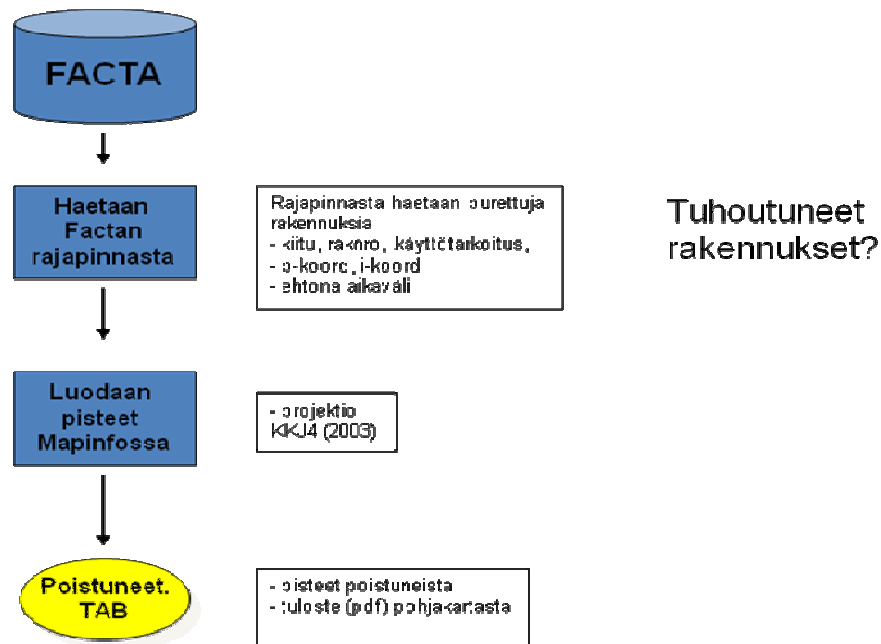 FACTA
Haetaan
Factan
rajapinnasta
Rajapinnasta haetaan purettuja
rakennuksia
- kiitu, raknro, käyttötarkoitus,
- p-koord, i-koord
- ehtona aikaväli
Tuhoutuneet
rakennukset?
Luodaan
pisteet
Mapinfossa
- projektio
KKJ4 (2003)
Poistuneet.
TAB
- pisteet poistuneista
- tuloste (pdf) pohjakartasta